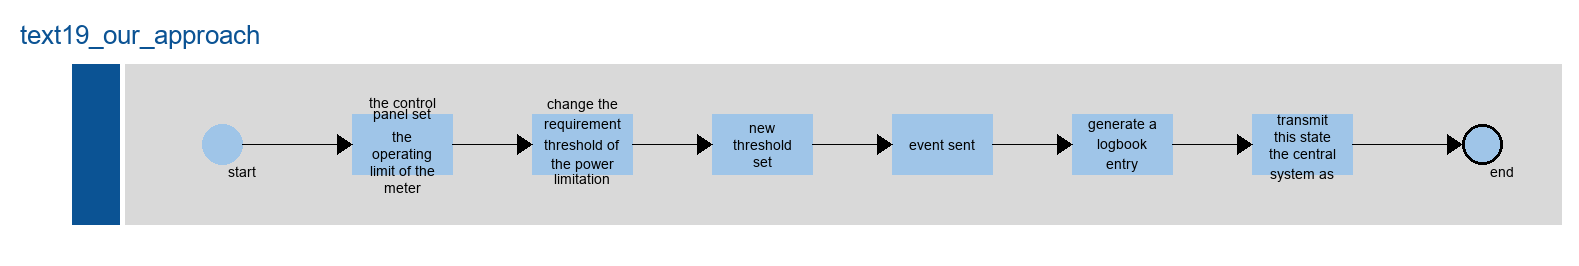 text19_our_approach
start
the control
panel set
the
operating
limit of the
meter
change the
requirement
threshold of
the power
limitation
new
threshold
set
event sent
generate a
logbook
entry
transmit
this state
the central
system as
end